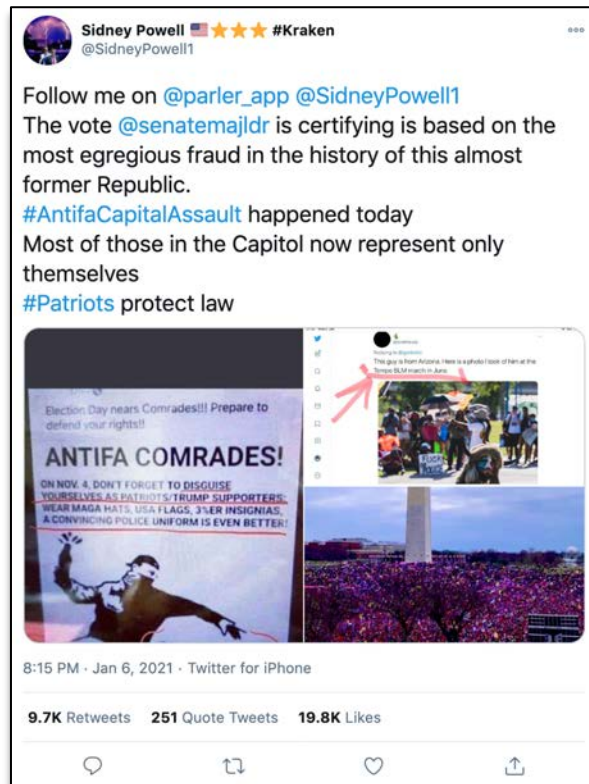 Sidney Powell 🇺🇸⭐⭐⭐ #Kraken
@SidneyPowell1
Follow me on @parler_app @SidneyPowell1
The vote @senatemajldr is certifying is based on the
most egregious fraud in the history of this almost
former Republic.
#AntifaCapitalAssault happened today
Most of those in the Capitol now represent only
themselves
#Patriots protect law
Election Day nears Comrades!!! Prepare to
defend your rights!!
ANTIFA COMRADES!
ON NOV. 4, DON'T FORGET TO DISGUISE
YOURSELVES AS PATRIOTS/TRUMP SUPPORTERS:
WEAR MAGA HATS, USA FLAGS, 3%ER INSIGNIAS,
A CONVINCING POLICE UNIFORM IS EVEN BETTER!
Replying to
This guy is from Arizona. Here is a photo I took of him at the
Tempe BLM march in June.
8:15 PM · Jan 6, 2021 · Twitter for iPhone
9.7K Retweets 251 Quote Tweets 19.8K Likes